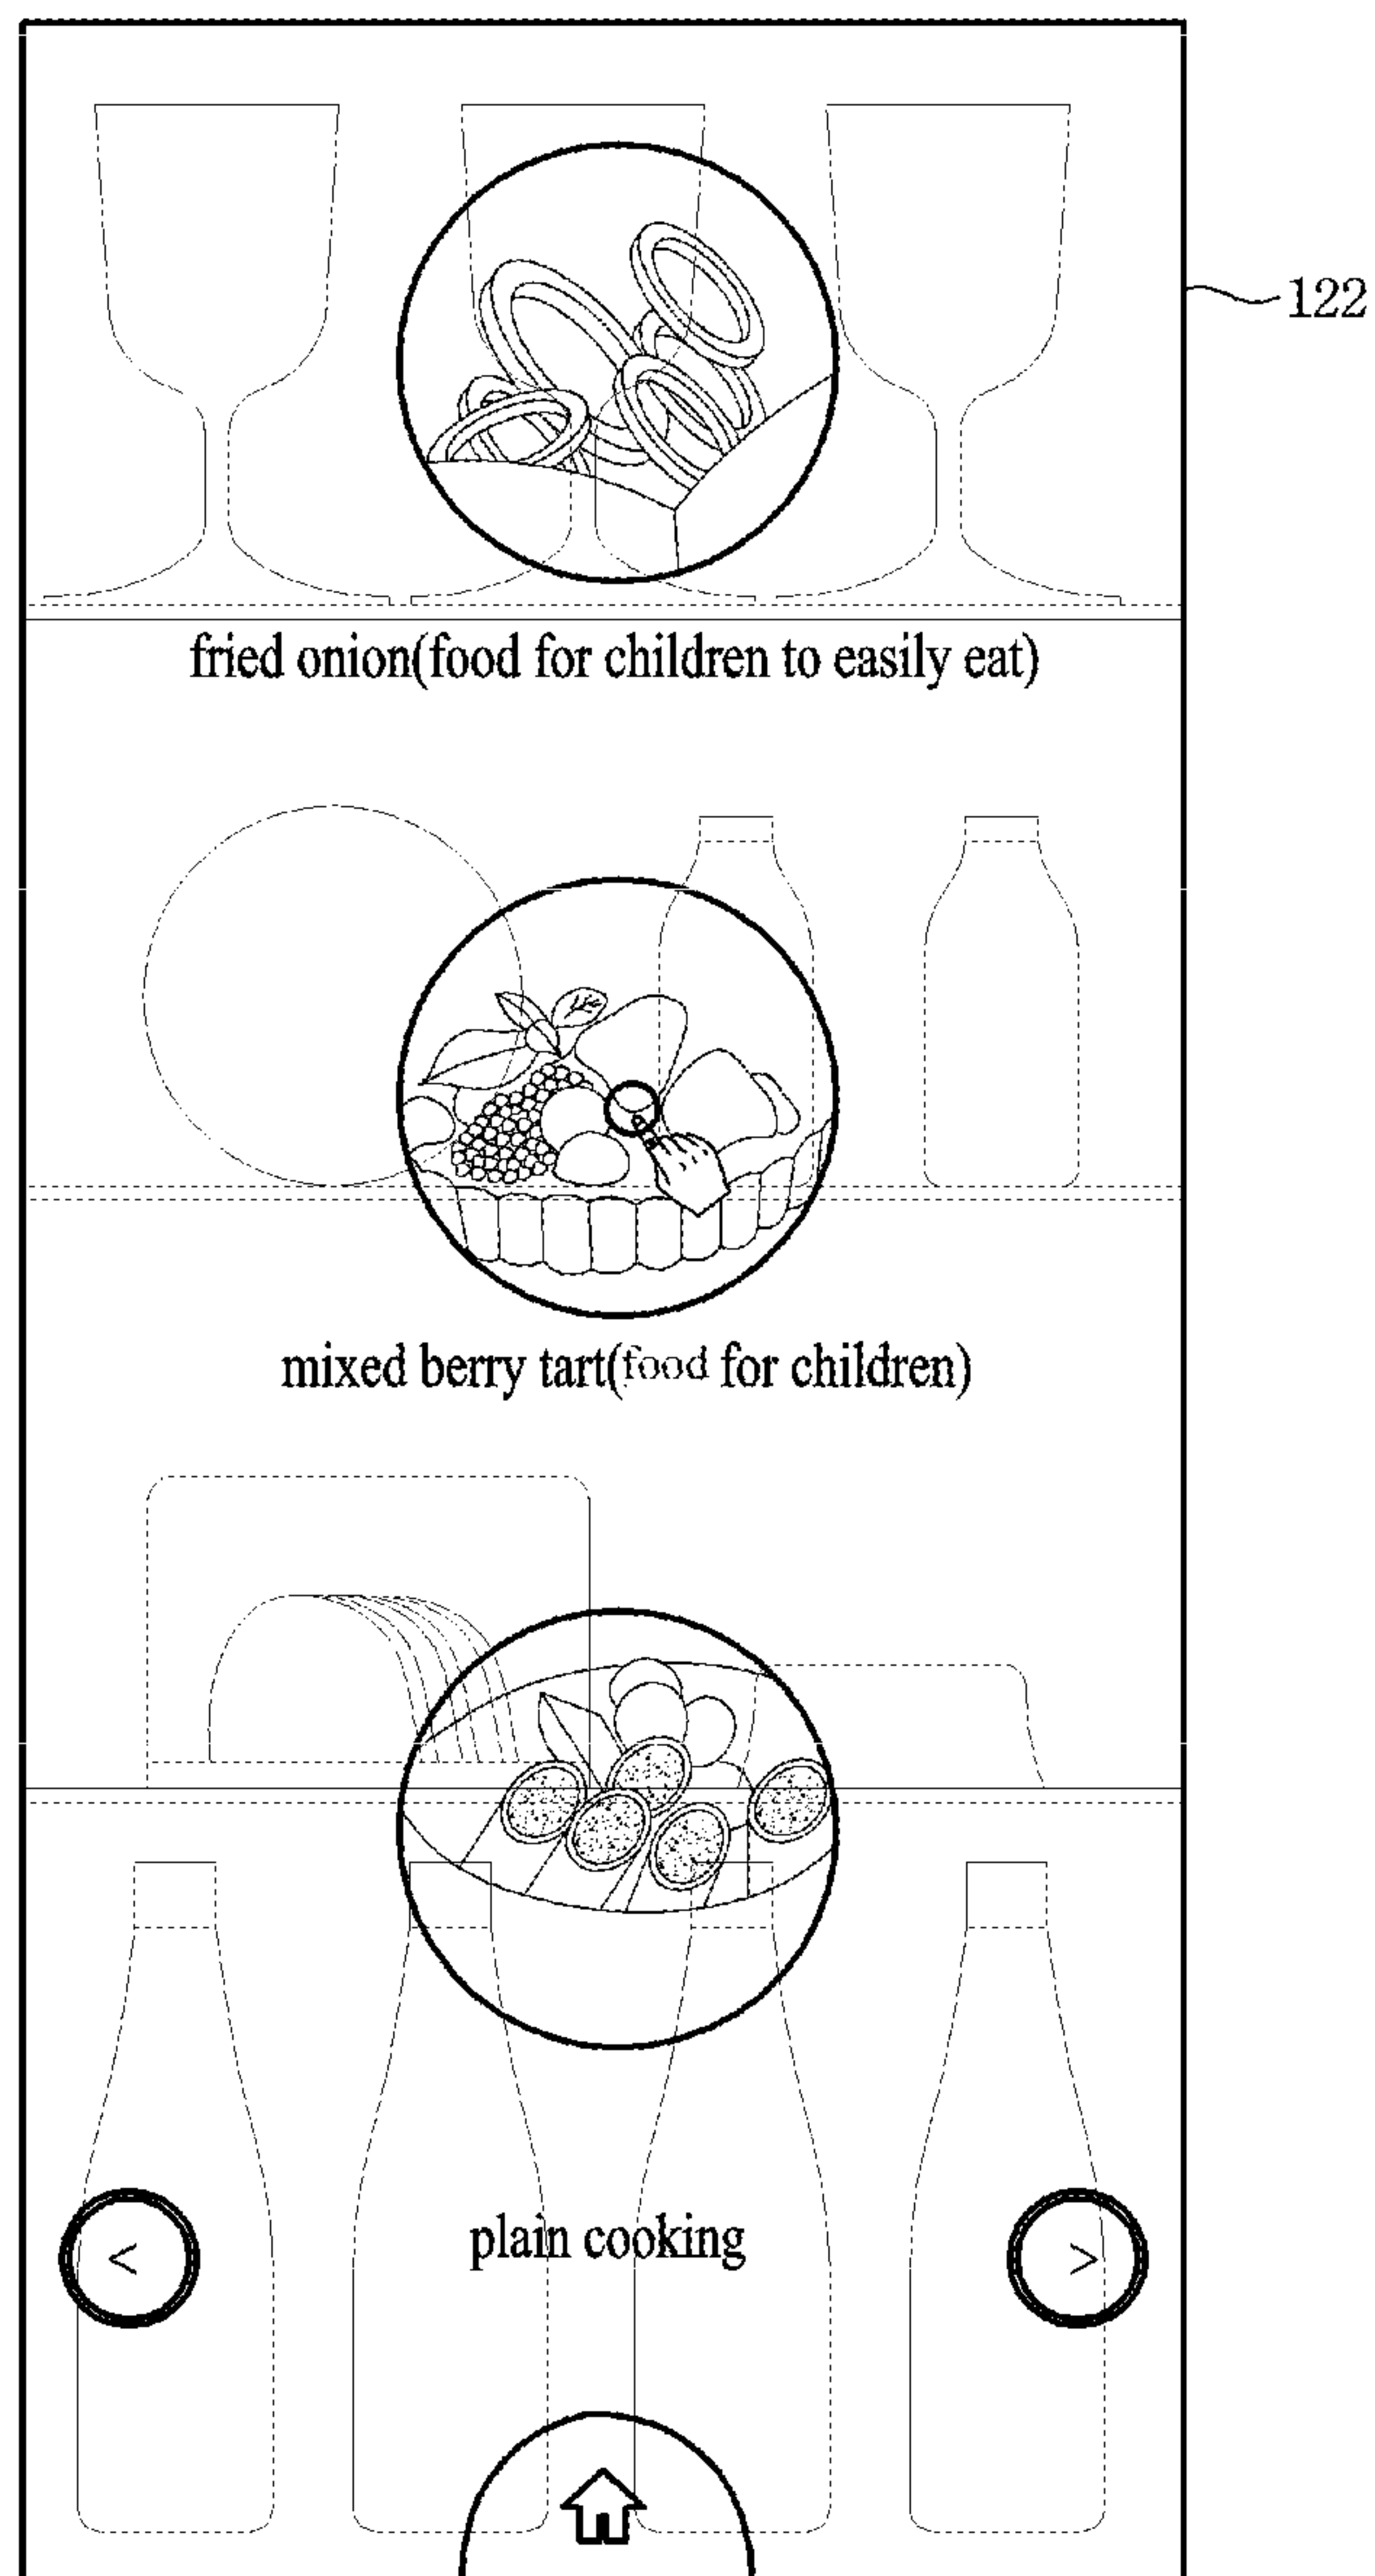 122
fried onion(food for children to easily eat)
mixed berry tart(food for children)
plain cooking
< >